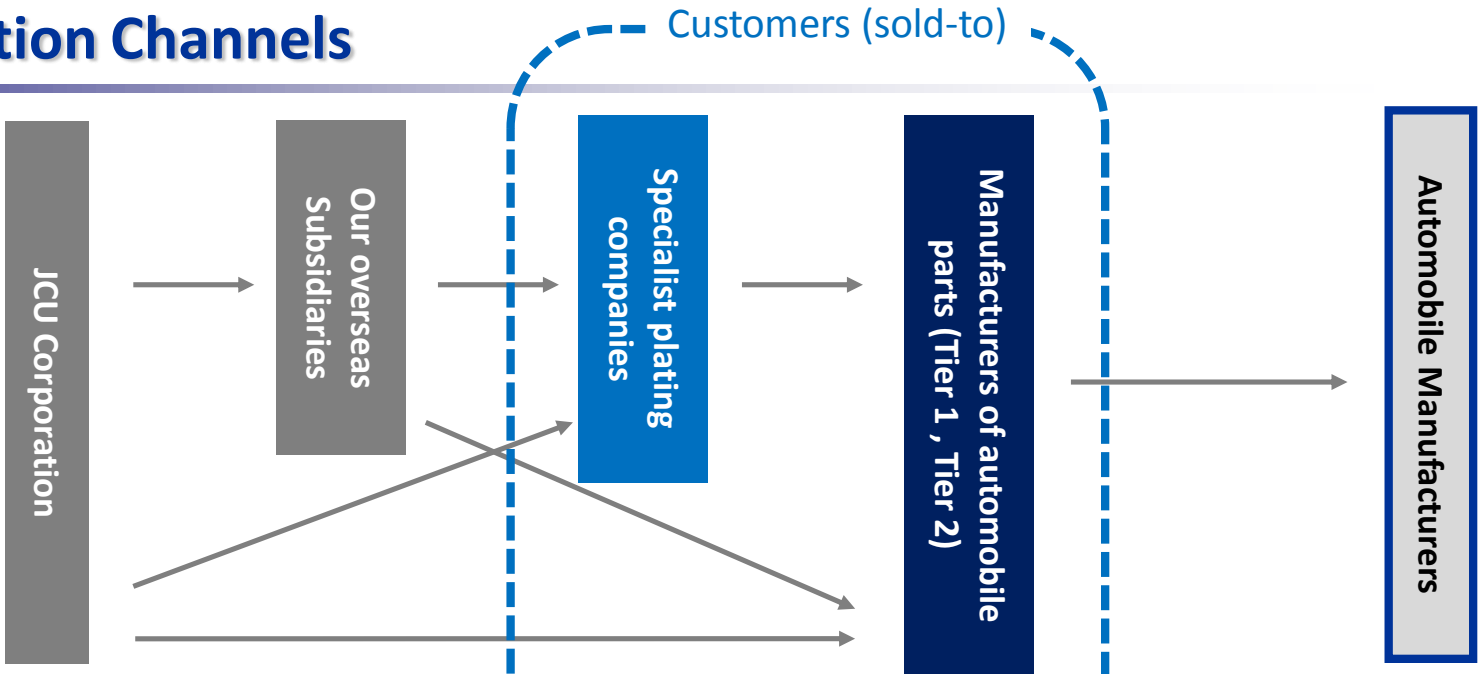 tion Channels
Customers (sold-to)
JCU Corporation
Our overseas
Subsidiaries
Specialist plating
companies
Manufacturers of automobile
parts (Tier 1 , Tier 2)
Automobile Manufacturers